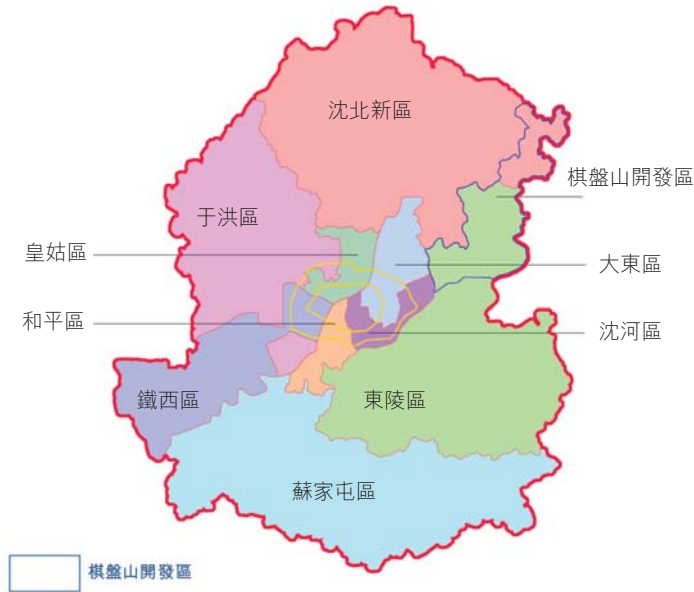 沈北新區
棋盤山開發區
于洪區
皇姑區
大東區
和平區
沈河區
鐵西區
東陵區
蘇家屯區
棋盤山開發區